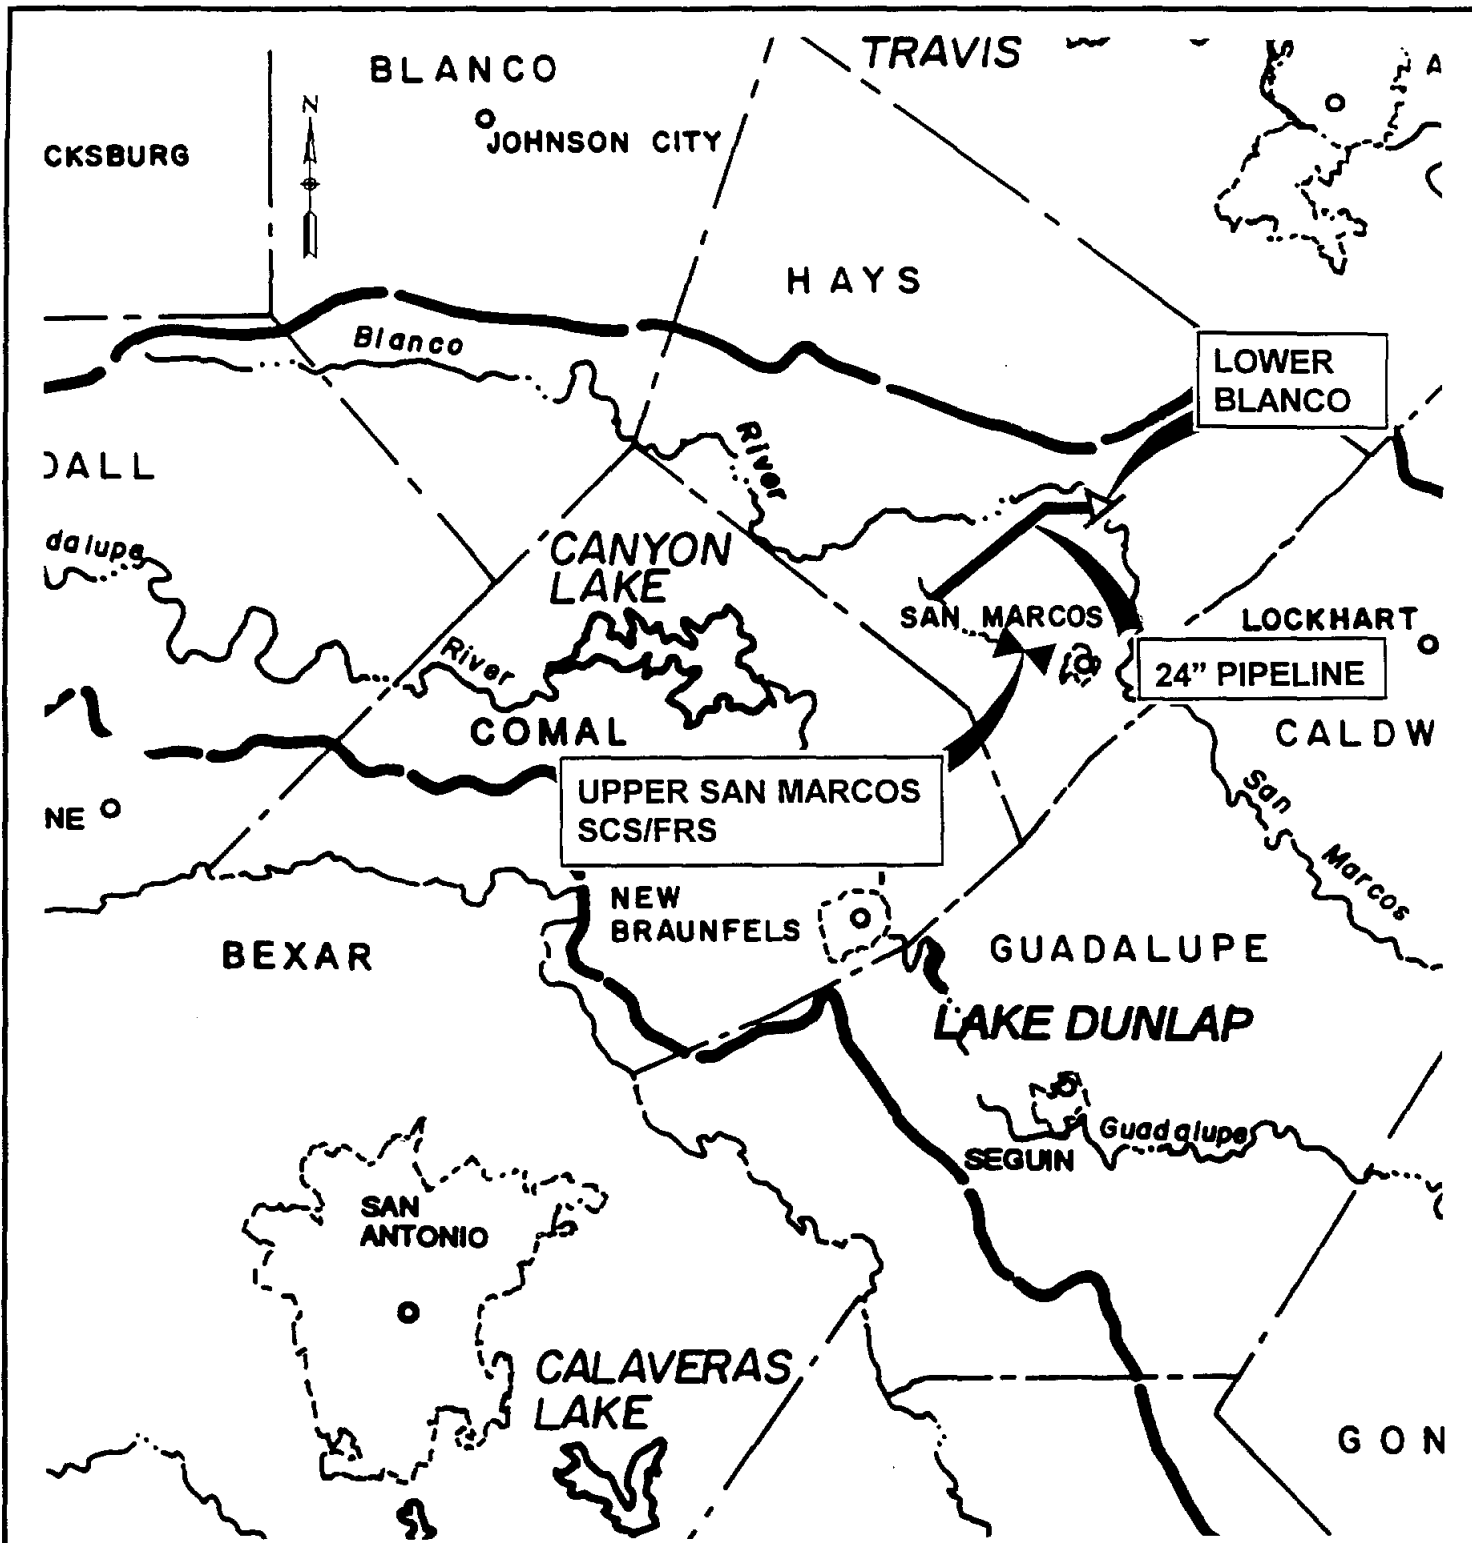 BLANCO
TRAVIS
A
N
JOHNSON CITY
CKSBURG
HAYS
Blanco
LOWER
BLANCO
River
DALL
dalupe
CANYON
LAKE
SAN MARCOS
LOCKHART
River
24” PIPELINE
COMAL
CALDW
UPPER SAN MARCOS
SCS/FRS
San
NE
Marcos
NEW
BRAUNFELS
BEXAR
GUADALUPE
LAKE DUNLAP
Guadalupe
SEGUIN
SAN
ANTONIO
CALAVERAS
LAKE
GON